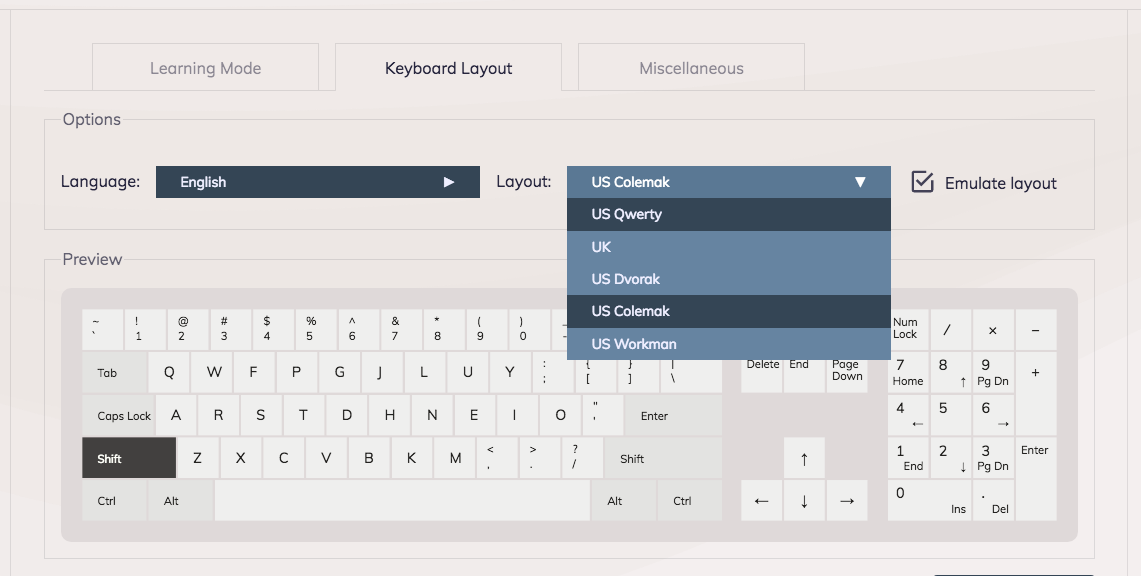 Learning Mode Keyboard Layout Miscellaneous
Options
Language: English ▶ Layout: US Colemak ▼ Emulate layout
US Qwerty
UK
US Dvorak
US Colemak
US Workman
Preview
~ ! @ # $ % ^ & * ( ) _
` 1 2 3 4 5 6 7 8 9 0 -
Num Lock / × −
Tab Q W F P G J L U Y : ; { [ } ] | \ Delete End Page Down 7 Home 8 ↑ 9 Pg Dn +
Caps Lock A R S T D H N E I O " ' Enter 4 ← 5 6 →
Shift Z X C V B K M < , > . ? / Shift ↑ 1 End 2 ↓ 3 Pg Dn Enter
Ctrl Alt Alt Ctrl ← ↓ → 0 Ins . Del